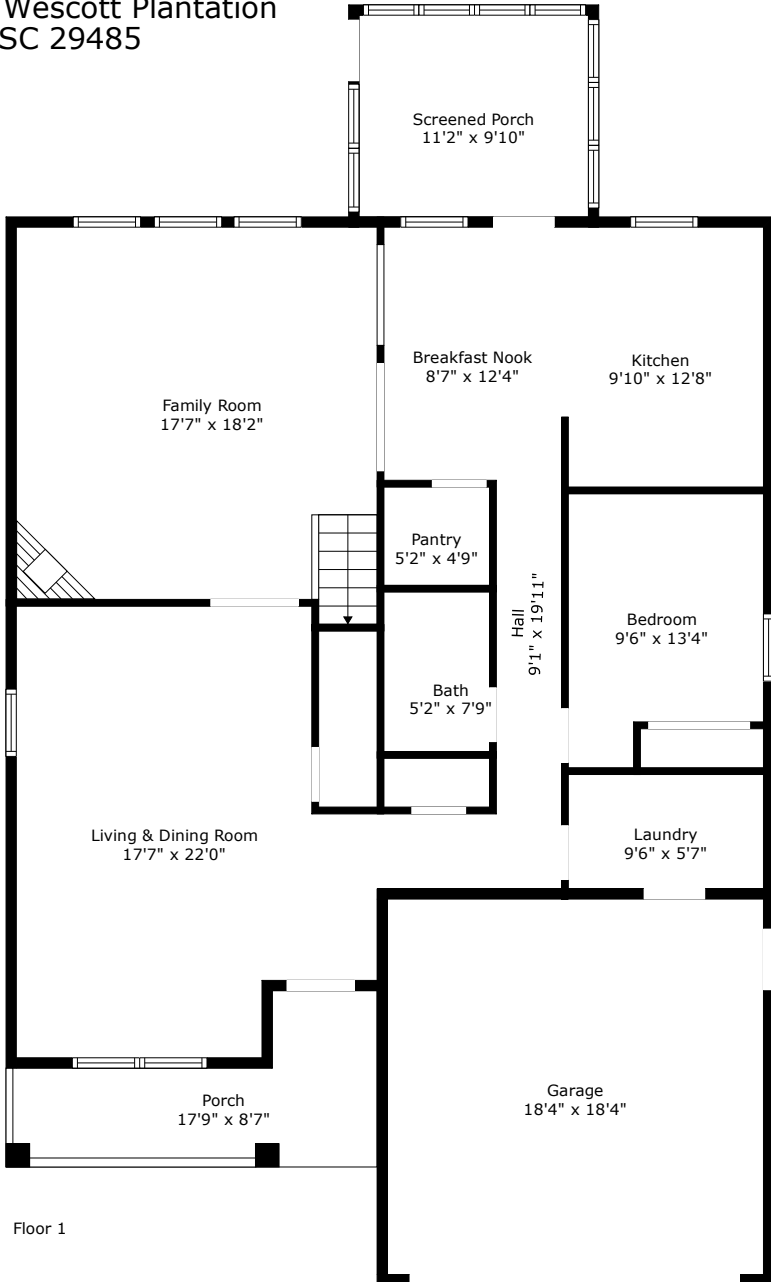 Wescott Plantation
SC 29485
Screened Porch
11'2" x 9'10"
Breakfast Nook
8'7" x 12'4"
Kitchen
9'10" x 12'8"
Family Room
17'7" x 18'2"
Pantry
5'2" x 4'9"
Hall
9'1" x 19'11"
Bedroom
9'6" x 13'4"
Bath
5'2" x 7'9"
Living & Dining Room
17'7" x 22'0"
Laundry
9'6" x 5'7"
Porch
17'9" x 8'7"
Garage
18'4" x 18'4"
Floor 1